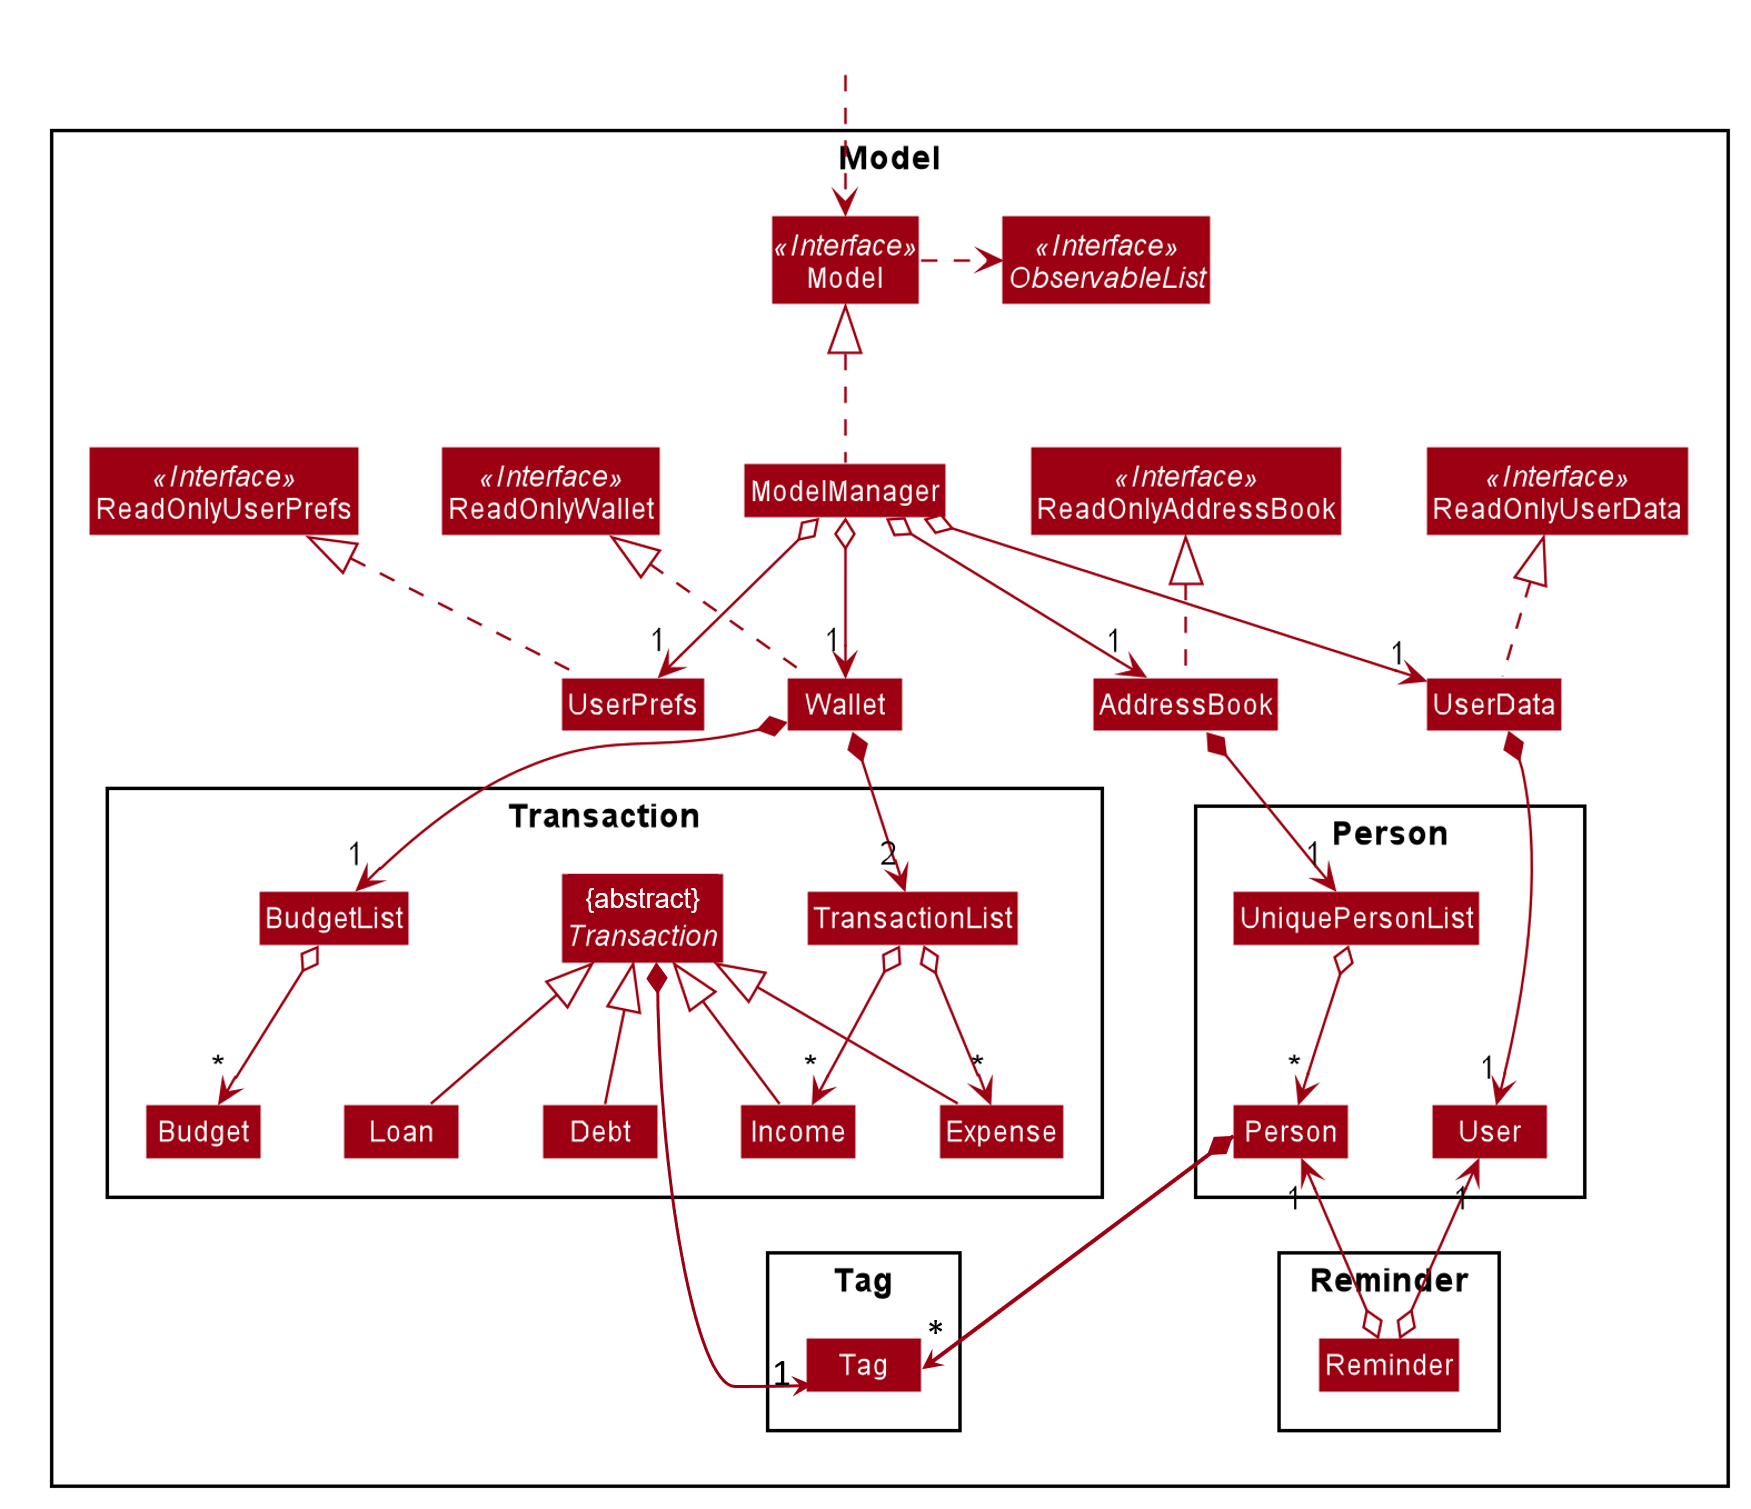 Model
«Interface»
Model
«Interface»
ObservableList
«Interface»
ReadOnlyUserPrefs
«Interface»
ReadOnlyWallet
ModelManager
«Interface»
ReadOnlyAddressBook
«Interface»
ReadOnlyUserData
1
1
1
1
UserPrefs
Wallet
AddressBook
UserData
Transaction
Person
1
2
1
BudgetList
{abstract}
Transaction
TransactionList
UniquePersonList
*
*
*
*
1
Budget
Loan
Debt
Income
Expense
Person
User
1
1
Tag
Reminder
*
1
Tag
Reminder